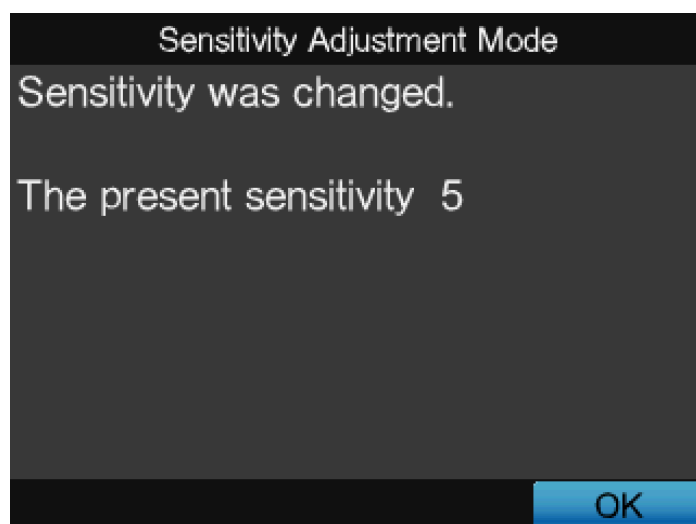 Sensitivity Adjustment Mode
Sensitivity was changed.
The present sensitivity 5
OK